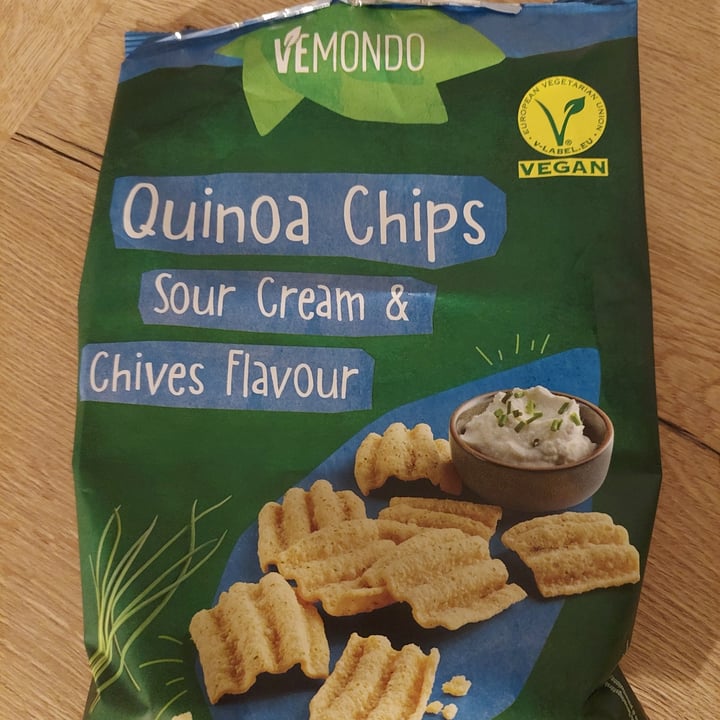 VEMONDO
EUROPEAN VEGETARIAN UNION
V-LABEL.EU
VEGAN
Quinoa Chips
Sour Cream &
Chives Flavour